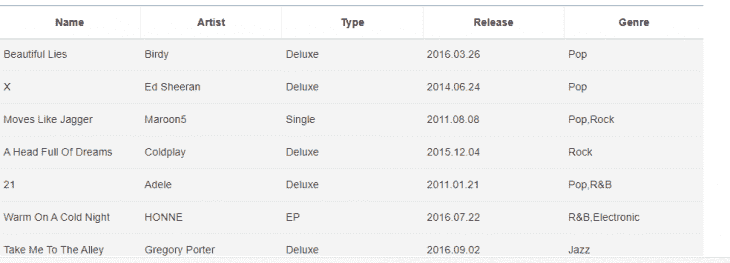 Name Artist Type Release Genre
Beautiful Lies Birdy Deluxe 2016.03.26 Pop
X Ed Sheeran Deluxe 2014.06.24 Pop
Moves Like Jagger Maroon5 Single 2011.08.08 Pop,Rock
A Head Full Of Dreams Coldplay Deluxe 2015.12.04 Rock
21 Adele Deluxe 2011.01.21 Pop,R&B
Warm On A Cold Night HONNE EP 2016.07.22 R&B,Electronic
Take Me To The Alley Gregory Porter Deluxe 2016.09.02 Jazz